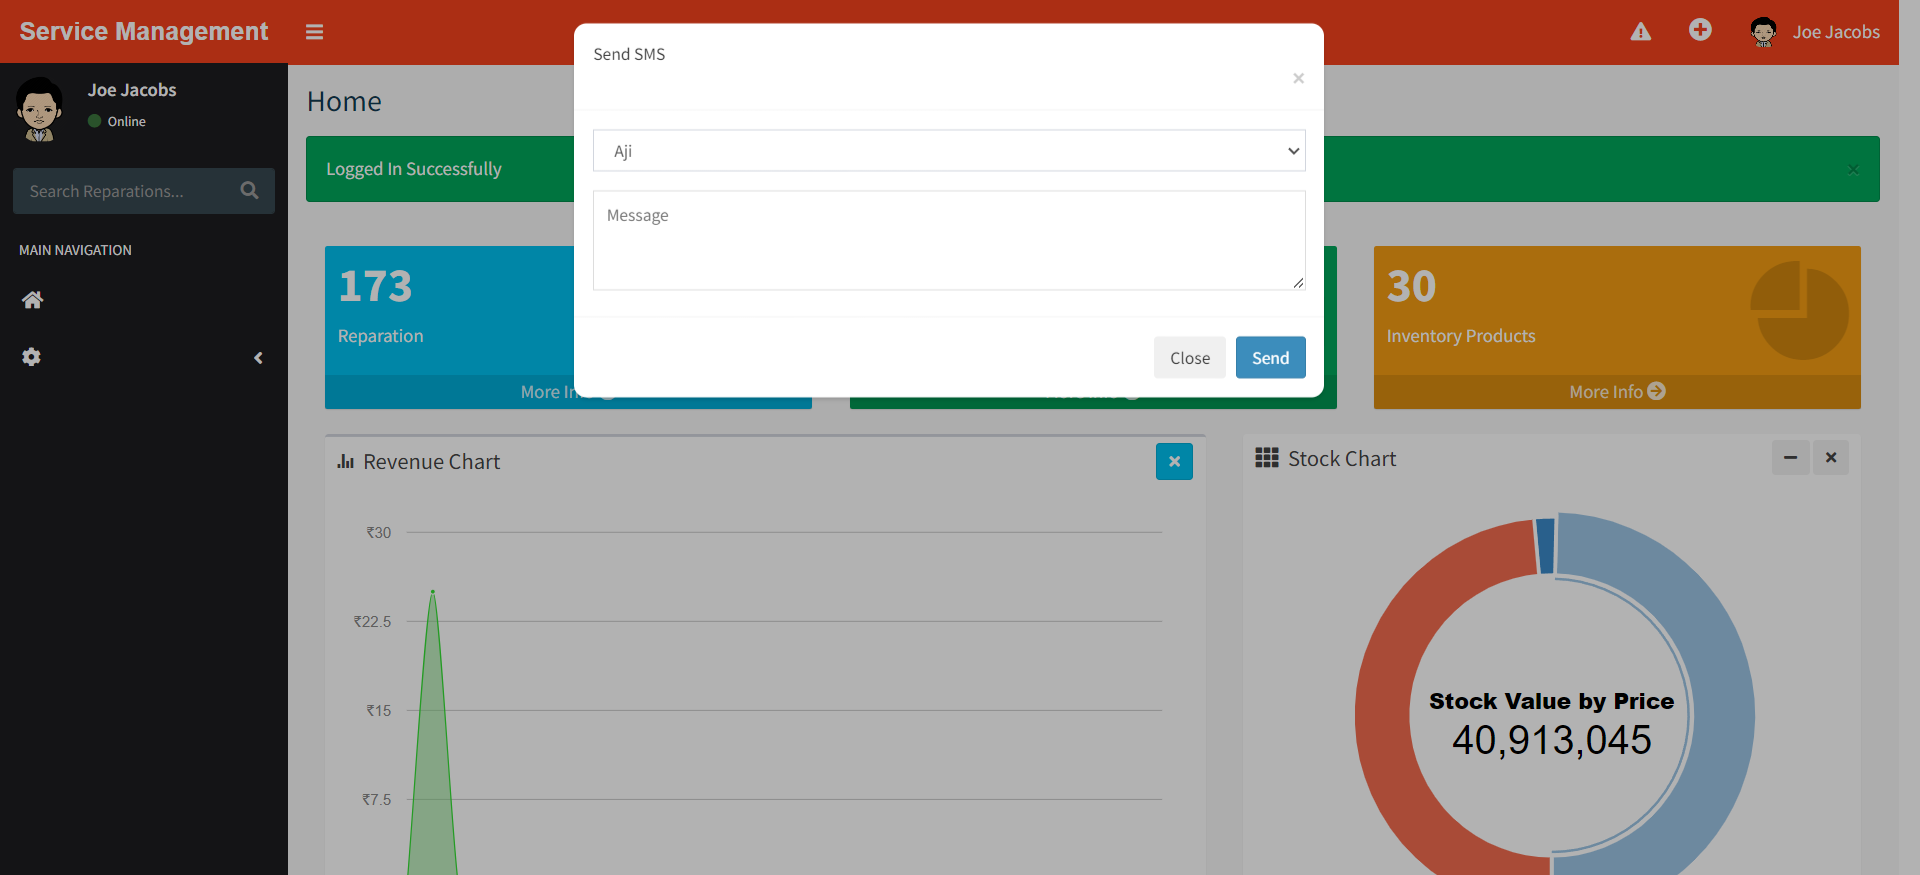 Service Management
Joe Jacobs
Joe Jacobs
Online
Search Reparations...
MAIN NAVIGATION
Send SMS
×
Aji
Message
Close
Send
Home
Logged In Successfully
×
173
Reparation
More
30
Inventory Products
More Info
Revenue Chart
₹30
₹22.5
₹15
₹7.5
Stock Chart
Stock Value by Price
40,913,045